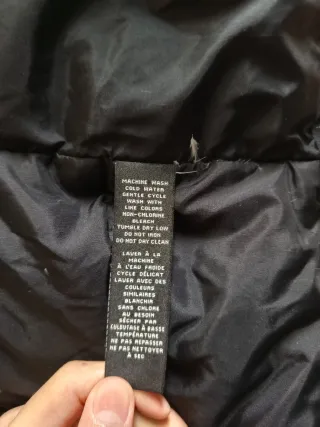 MACHINE WASH
COLD WATER
GENTLE CYCLE
WASH WITH
LIKE COLORS
NON-CHLORINE
BLEACH
TUMBLE DRY LOW
DO NOT IRON
DO NOT DRY CLEAN
LAVER À LA
MACHINE
À L'EAU FROIDE
CYCLE DÉLICAT
LAVER AVEC DES
COULEURS
SIMILAIRES
BLANCHIR
SANS CHLORE
AU BESOIN
SÉCHER PAR
CULBUTAGE À BASSE
TEMPÉRATURE
NE PAS REPASSER
NE PAS NETTOYER
À SEC